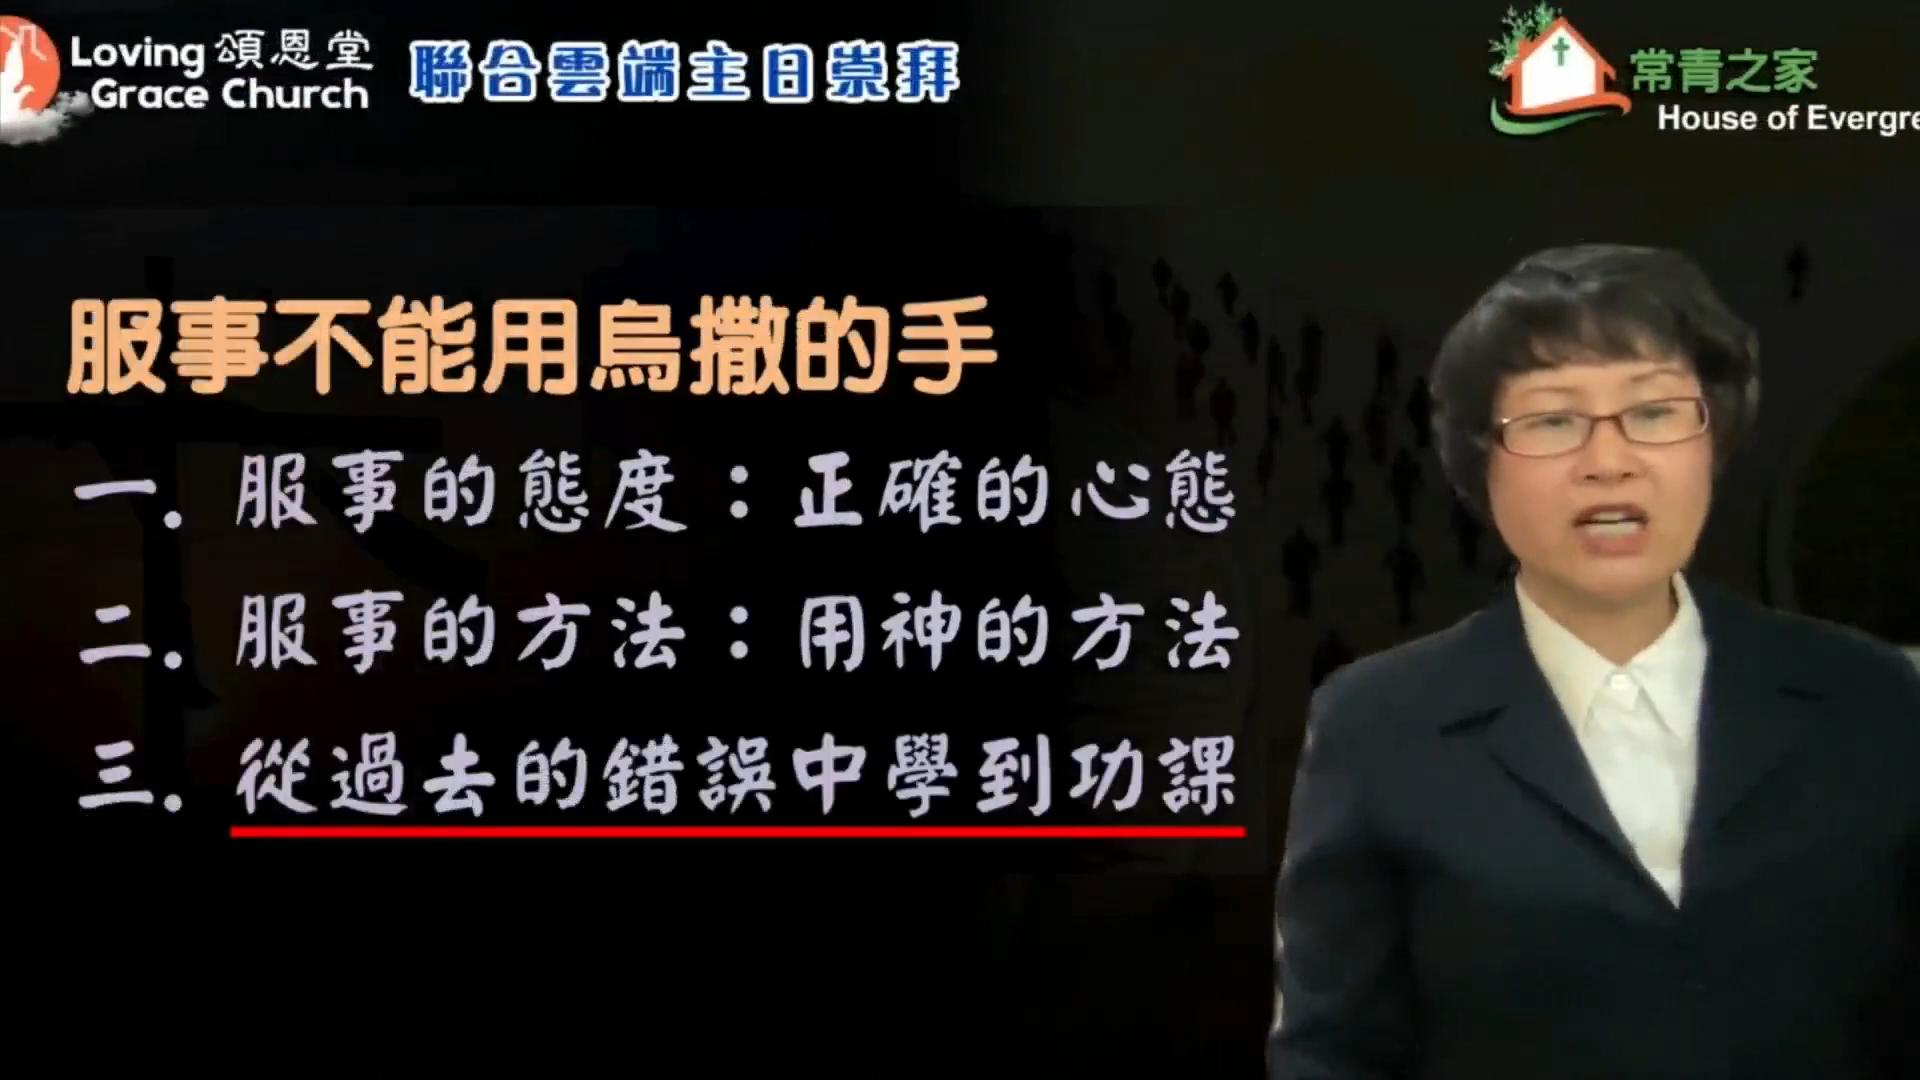 Loving 頌恩堂
Grace Church
聯合雲端主日崇拜
常青之家
House of Evergre
服事不能用烏撒的手
一. 服事的態度：正確的心態
二. 服事的方法：用神的方法
三. 從過去的錯誤中學到功課